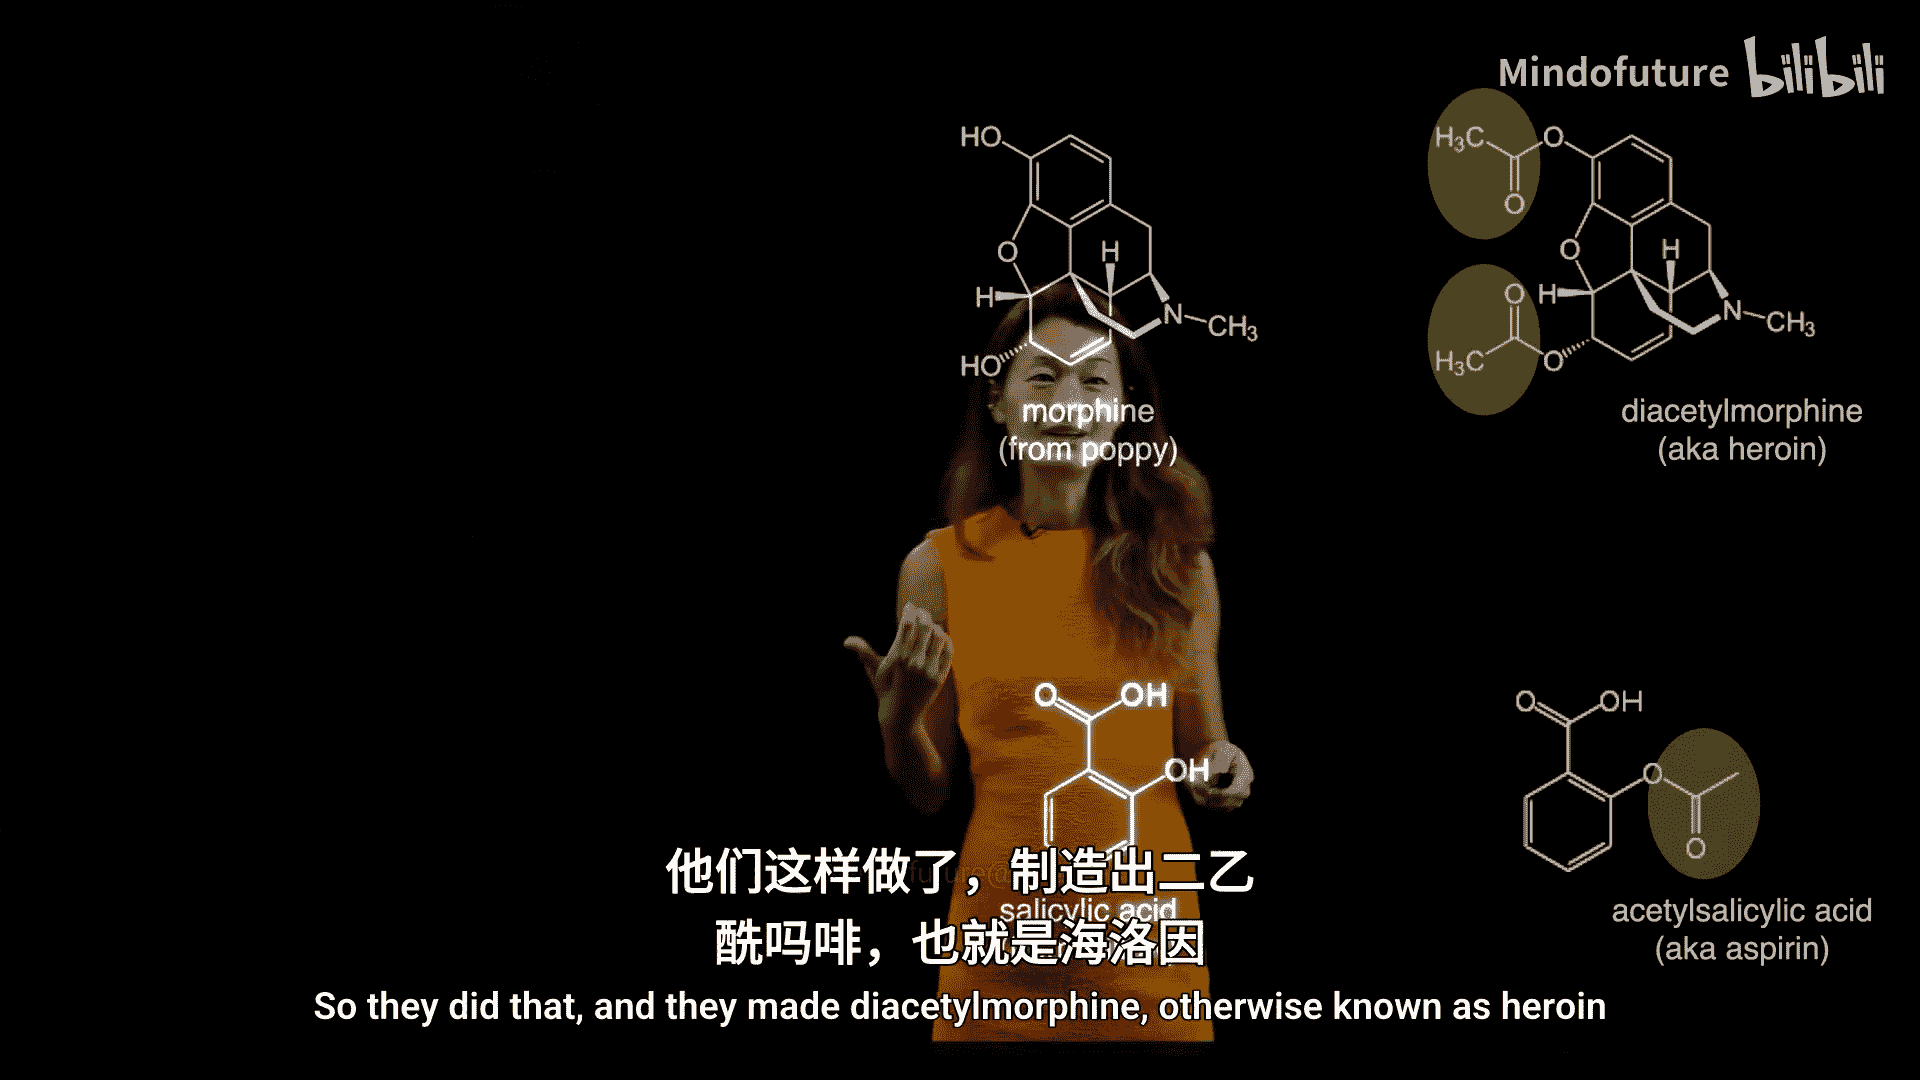 Mindofuture bilibili
HO
O
H
H
N
CH3
HO
morphine
(from poppy)
H3C
O
O
O
H
O
H
N
CH3
H3C
O
diacetylmorphine
(aka heroin)
O
OH
OH
salicylic acid
O
OH
O
O
acetylsalicylic acid
(aka aspirin)
他们这样做了，制造出二乙
酰吗啡，也就是海洛因
So they did that, and they made diacetylmorphine, otherwise known as heroin